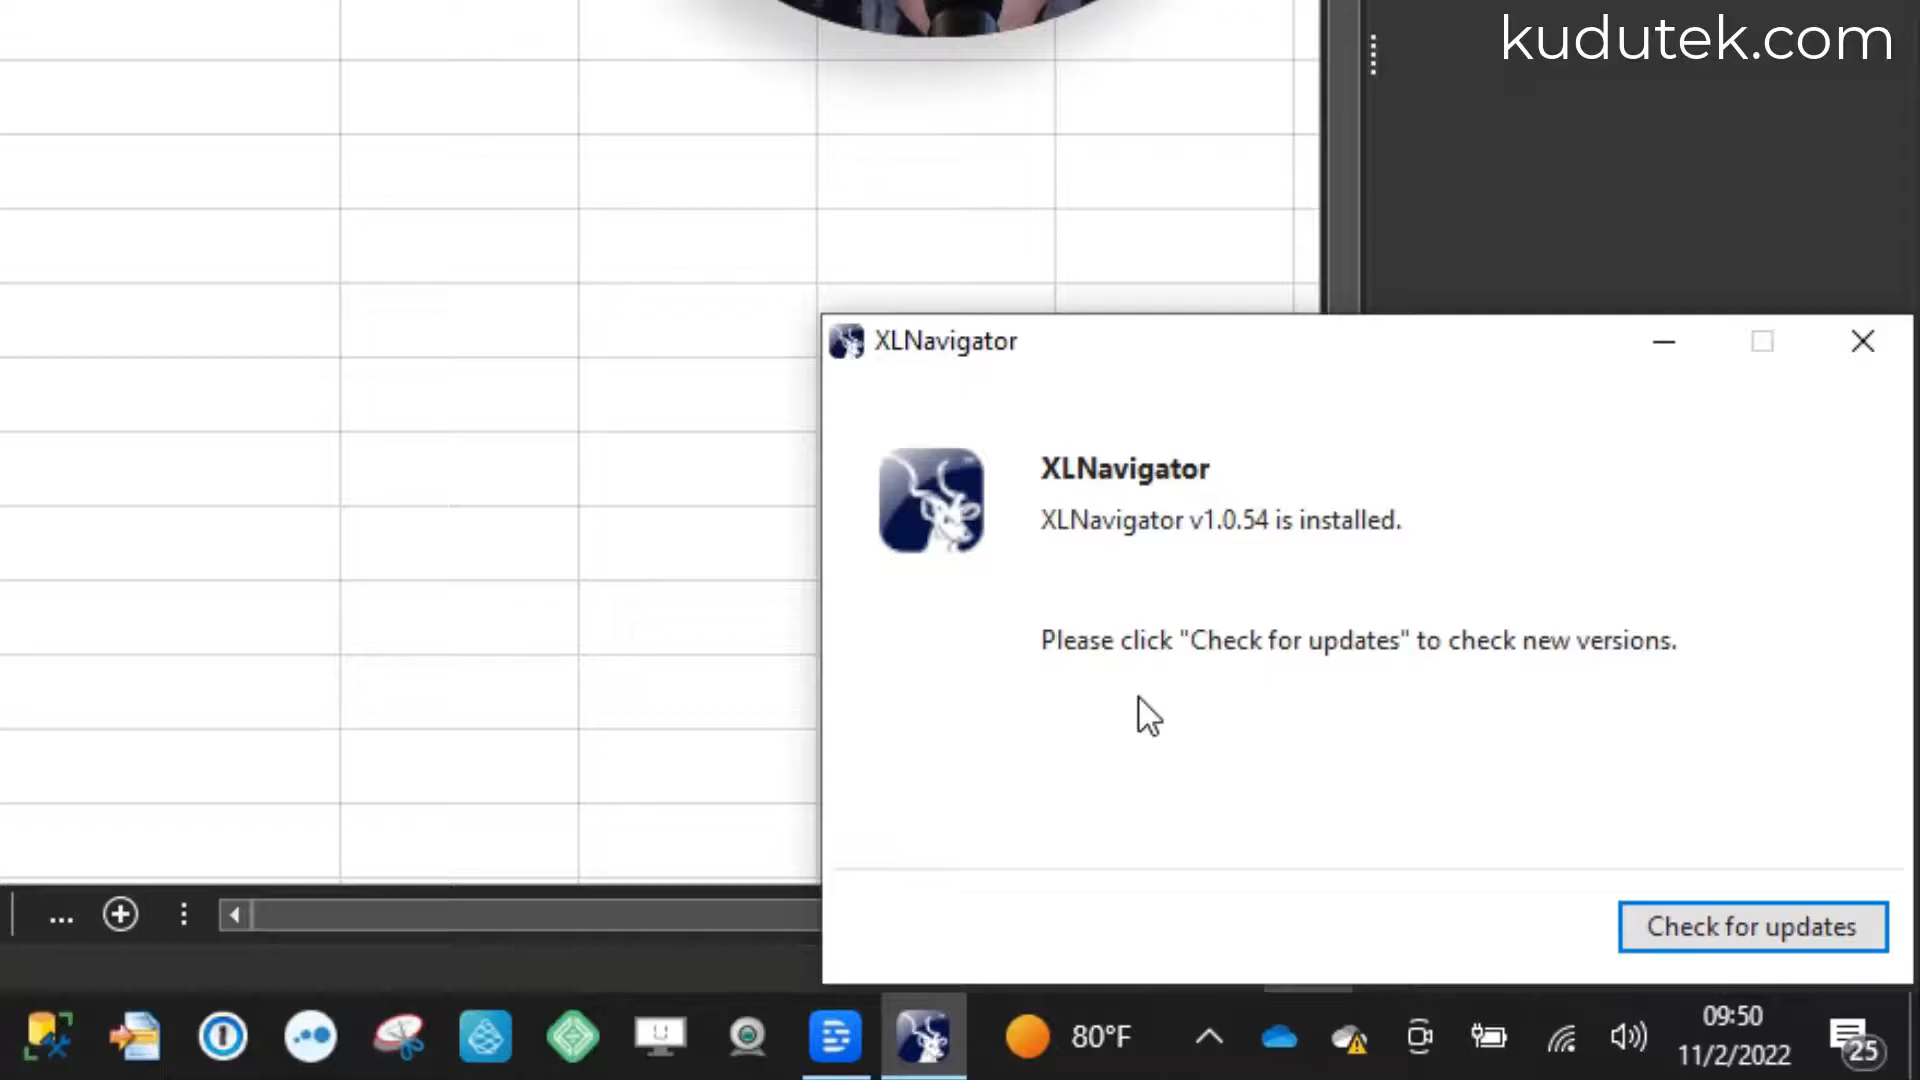 kudutek.com
XLNavigator
XLNavigator
XLNavigator v1.0.54 is installed.
Please click "Check for updates" to check new versions.
Check for updates
80°F
09:50
11/2/2022
25